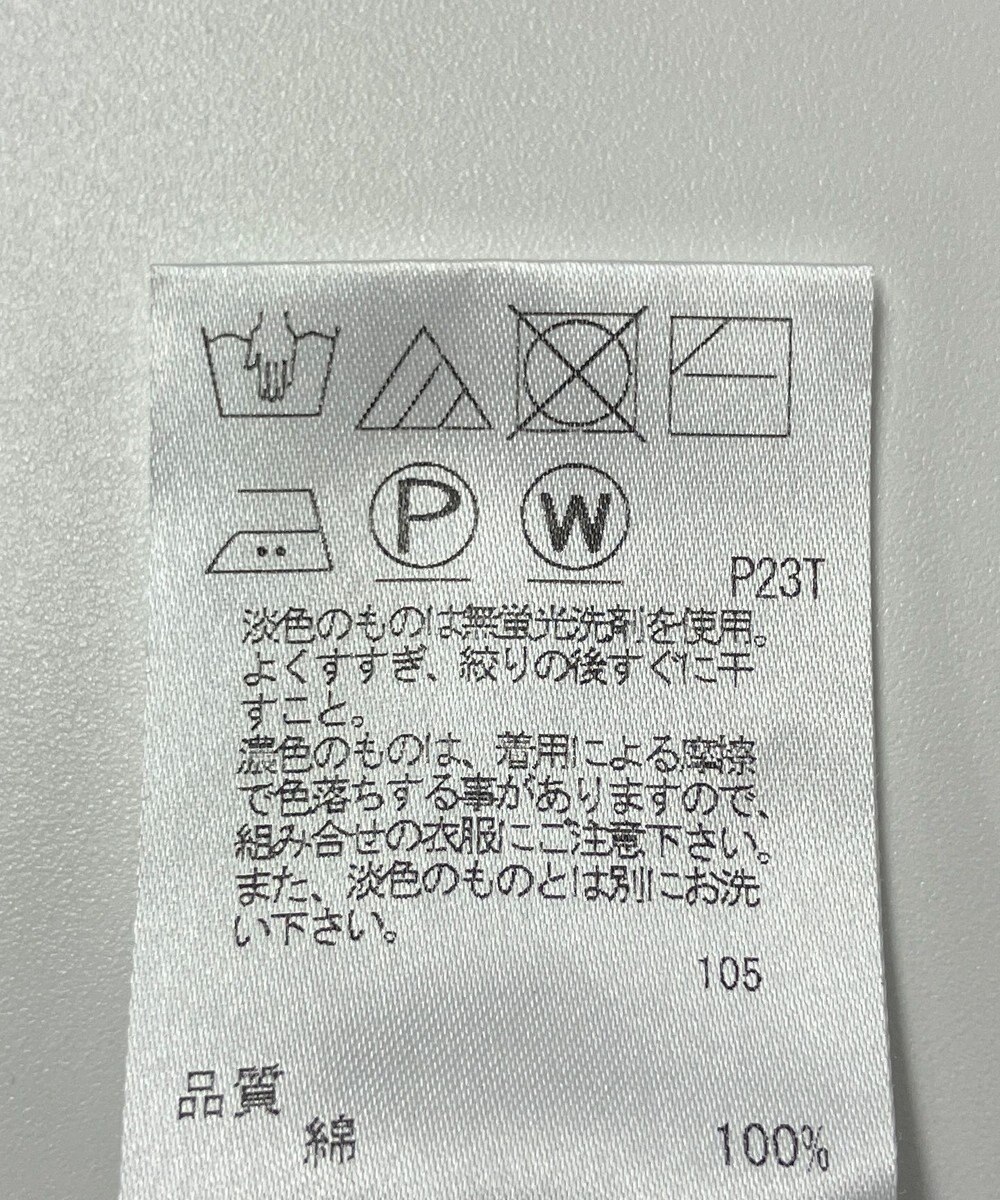 P W
P23T
淡色のものは無蛍光洗剤を使用。
よくすすぎ、絞りの後すぐに干
すこと。
濃色のものは、着用による摩擦
で色落ちする事がありますので、
組み合せの衣服にご注意下さい。
また、淡色のものとは別にお洗
い下さい。
105
品質
綿 100%